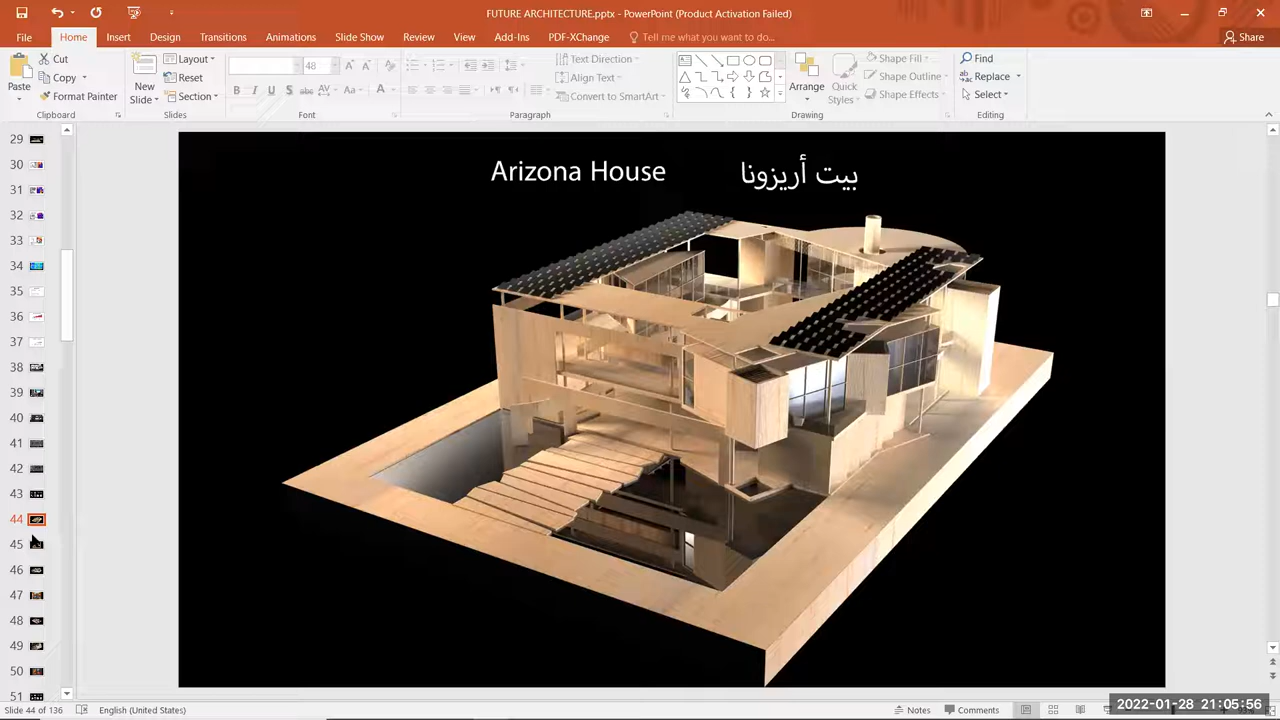 FUTURE ARCHITECTURE.pptx - PowerPoint (Product Activation Failed)
File Home Insert Design Transitions Animations Slide Show Review View Add-Ins PDF-XChange Tell me what you want to do... Share
Paste
Cut
Copy
Format Painter
Clipboard
New Slide
Layout
Reset
Section
Slides
48
B I U S abc AV Aa A
Font
Text Direction
Align Text
Convert to SmartArt
Paragraph
Arrange
Quick Styles
Shape Fill
Shape Outline
Shape Effects
Drawing
Find
Replace
Select
Editing
29
30
31
32
33
34
35
36
37
38
39
40
41
42
43
44
45
46
47
48
49
50
51
Arizona House بيت أريزونا
Slide 44 of 136 English (United States) Notes Comments
2022-01-28 21:05:56